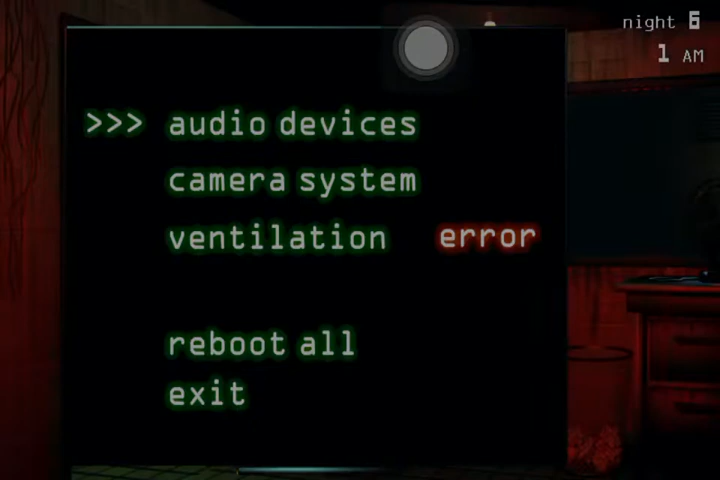 night 6
1 AM
>>> audio devices
camera system
ventilation error
reboot all
exit